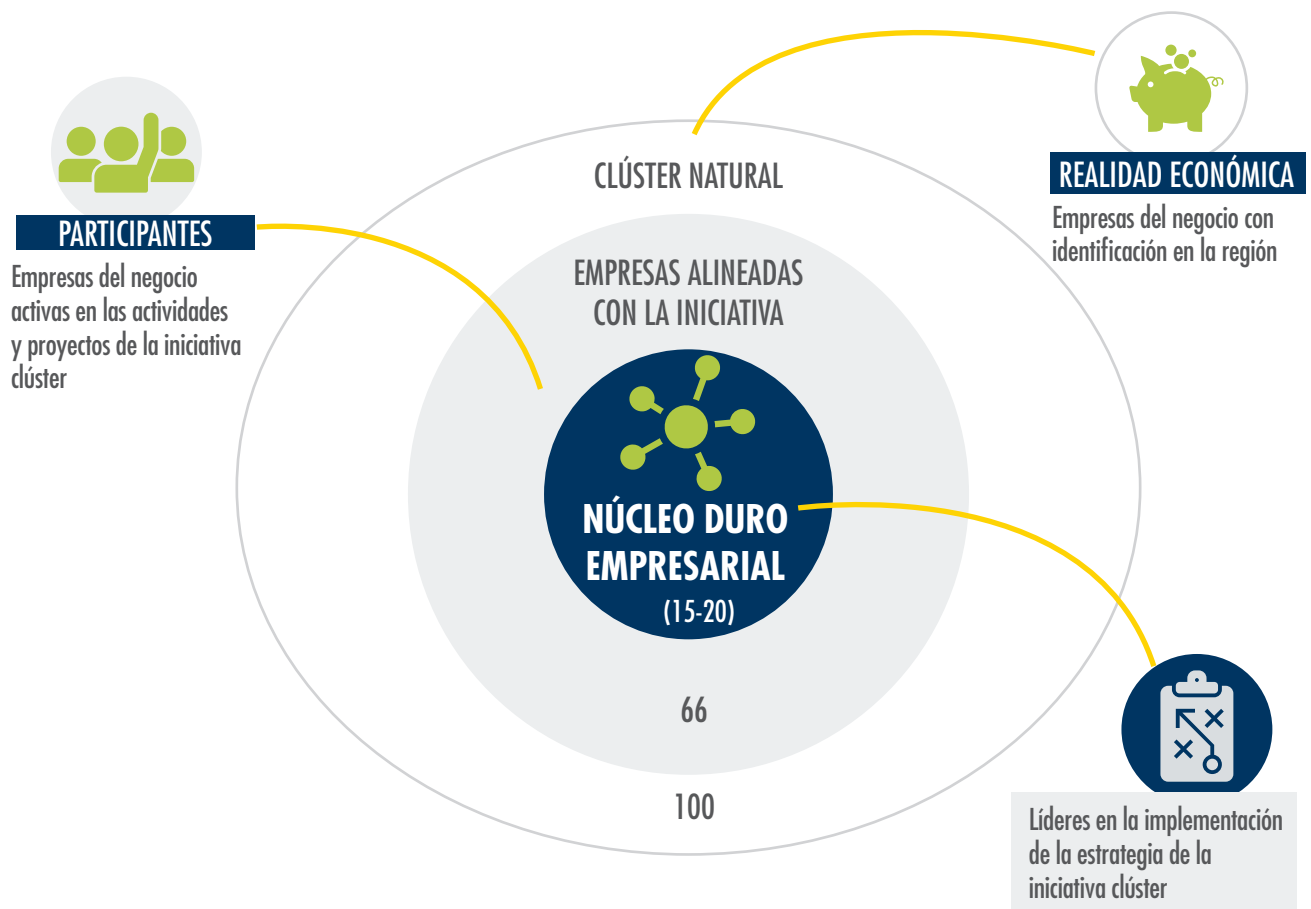 CLÚSTER NATURAL
REALIDAD ECONÓMICA
Empresas del negocio con
identificación en la región
PARTICIPANTES
Empresas del negocio
activas en las actividades
y proyectos de la iniciativa
clúster
EMPRESAS ALINEADAS
CON LA INICIATIVA
NÚCLEO DURO
EMPRESARIAL
(15-20)
66
100
Líderes en la implementación
de la estrategia de la
iniciativa clúster